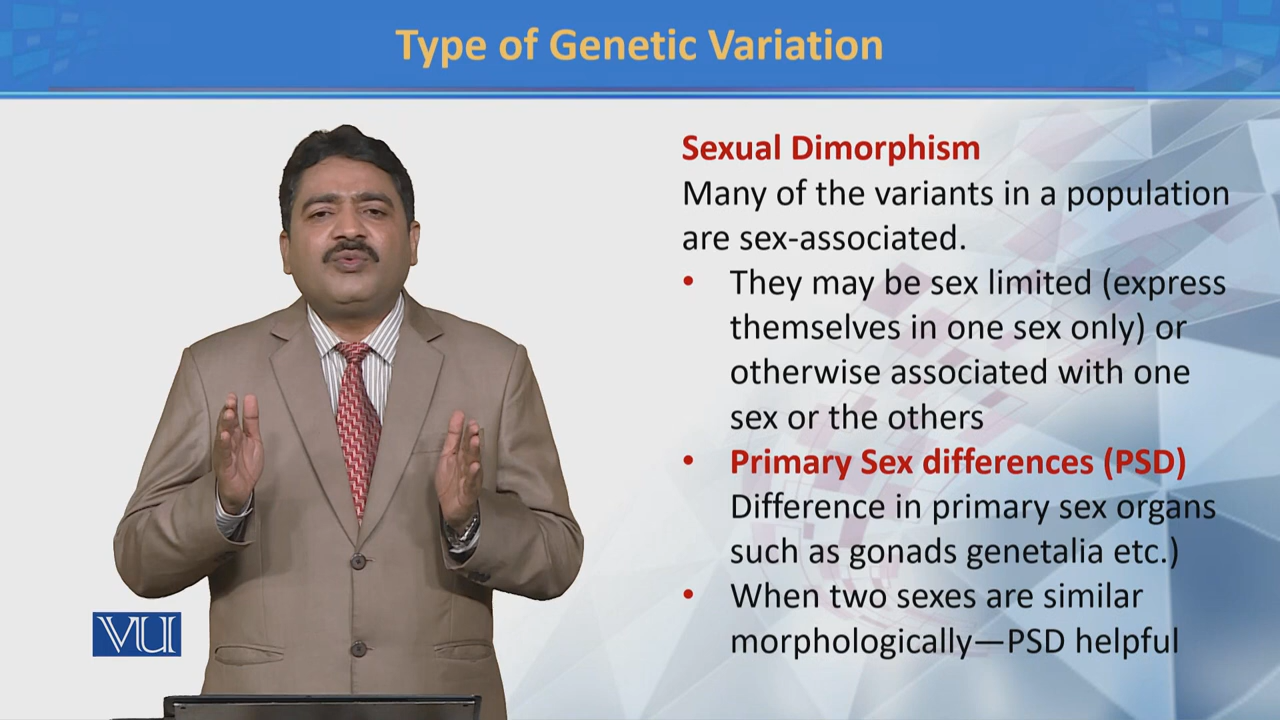 Type of Genetic Variation
Sexual Dimorphism
Many of the variants in a population
are sex-associated.
• They may be sex limited (express
themselves in one sex only) or
otherwise associated with one
sex or the others
• Primary Sex differences (PSD)
Difference in primary sex organs
such as gonads genetalia etc.)
• When two sexes are similar
morphologically—PSD helpful
VU